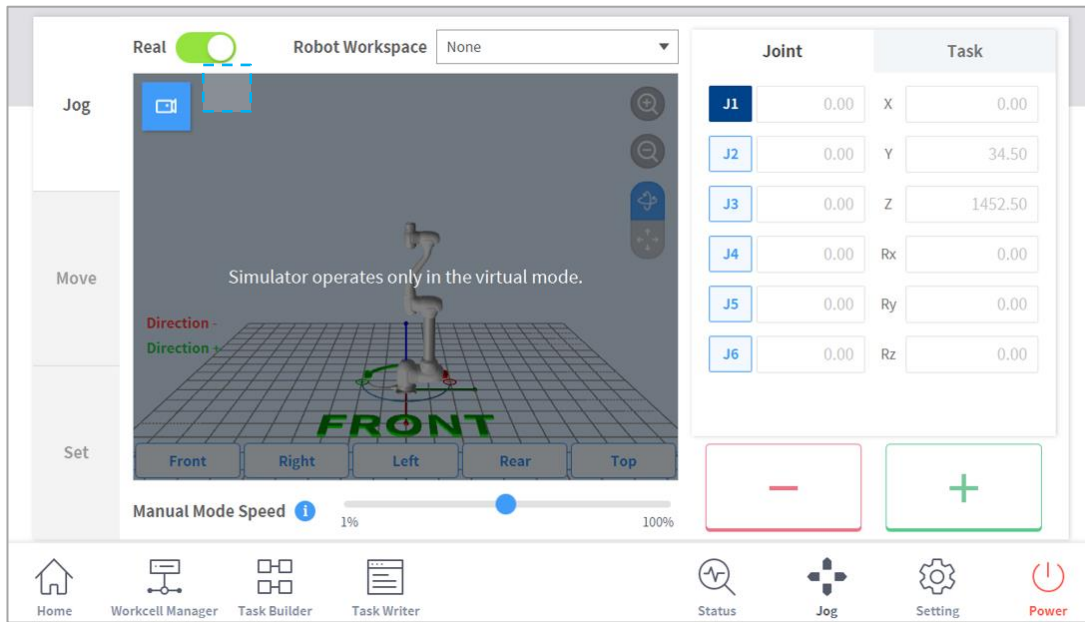 Real
Robot Workspace
None
Joint
Task
Jog
Move
Set
Simulator operates only in the virtual mode.
Direction -
Direction +
FRONT
Front
Right
Left
Rear
Top
Manual Mode Speed
i
1%
100%
J1 0.00 X 0.00
J2 0.00 Y 34.50
J3 0.00 Z 1452.50
J4 0.00 Rx 0.00
J5 0.00 Ry 0.00
J6 0.00 Rz 0.00
−
+
Home
Workcell Manager
Task Builder
Task Writer
Status
Jog
Setting
Power